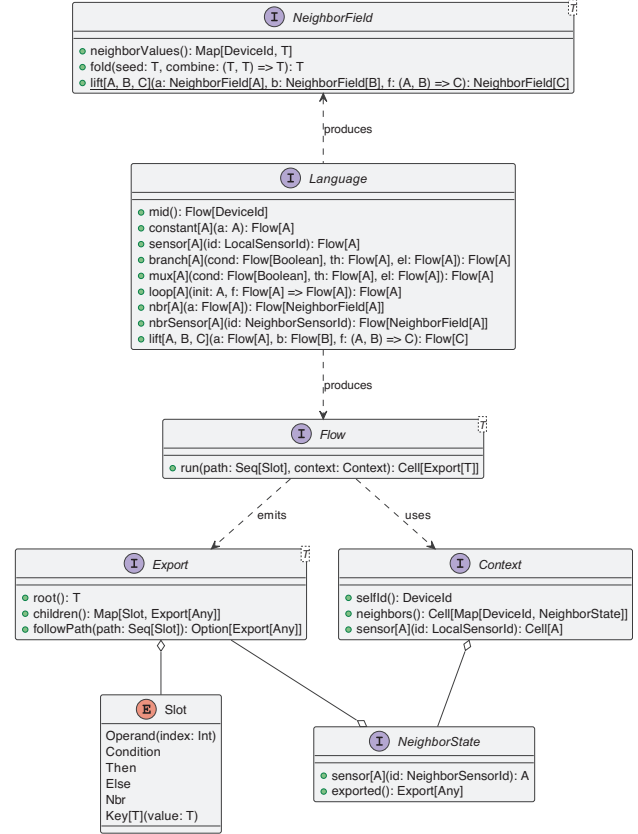 I NeighborField T
neighborValues(): Map[DeviceId, T]
fold(seed: T, combine: (T, T) => T): T
lift[A, B, C](a: NeighborField[A], b: NeighborField[B], f: (A, B) => C): NeighborField[C]
produces
I Language
mid(): Flow[DeviceId]
constant[A](a: A): Flow[A]
sensor[A](id: LocalSensorId): Flow[A]
branch[A](cond: Flow[Boolean], th: Flow[A], el: Flow[A]): Flow[A]
mux[A](cond: Flow[Boolean], th: Flow[A], el: Flow[A]): Flow[A]
loop[A](init: A, f: Flow[A] => Flow[A]): Flow[A]
nbr[A](a: Flow[A]): Flow[NeighborField[A]]
nbrSensor[A](id: NeighborSensorId): Flow[NeighborField[A]]
lift[A, B, C](a: Flow[A], b: Flow[B], f: (A, B) => C): Flow[C]
produces
I Flow T
run(path: Seq[Slot], context: Context): Cell[Export[T]]
emits
uses
I Export T
root(): T
children(): Map[Slot, Export[Any]]
followPath(path: Seq[Slot]): Option[Export[Any]]
I Context
selfId(): DeviceId
neighbors(): Cell[Map[DeviceId, NeighborState]]
sensor[A](id: LocalSensorId): Cell[A]
E Slot
Operand(index: Int)
Condition
Then
Else
Nbr
Key[T](value: T)
I NeighborState
sensor[A](id: NeighborSensorId): A
exported(): Export[Any]